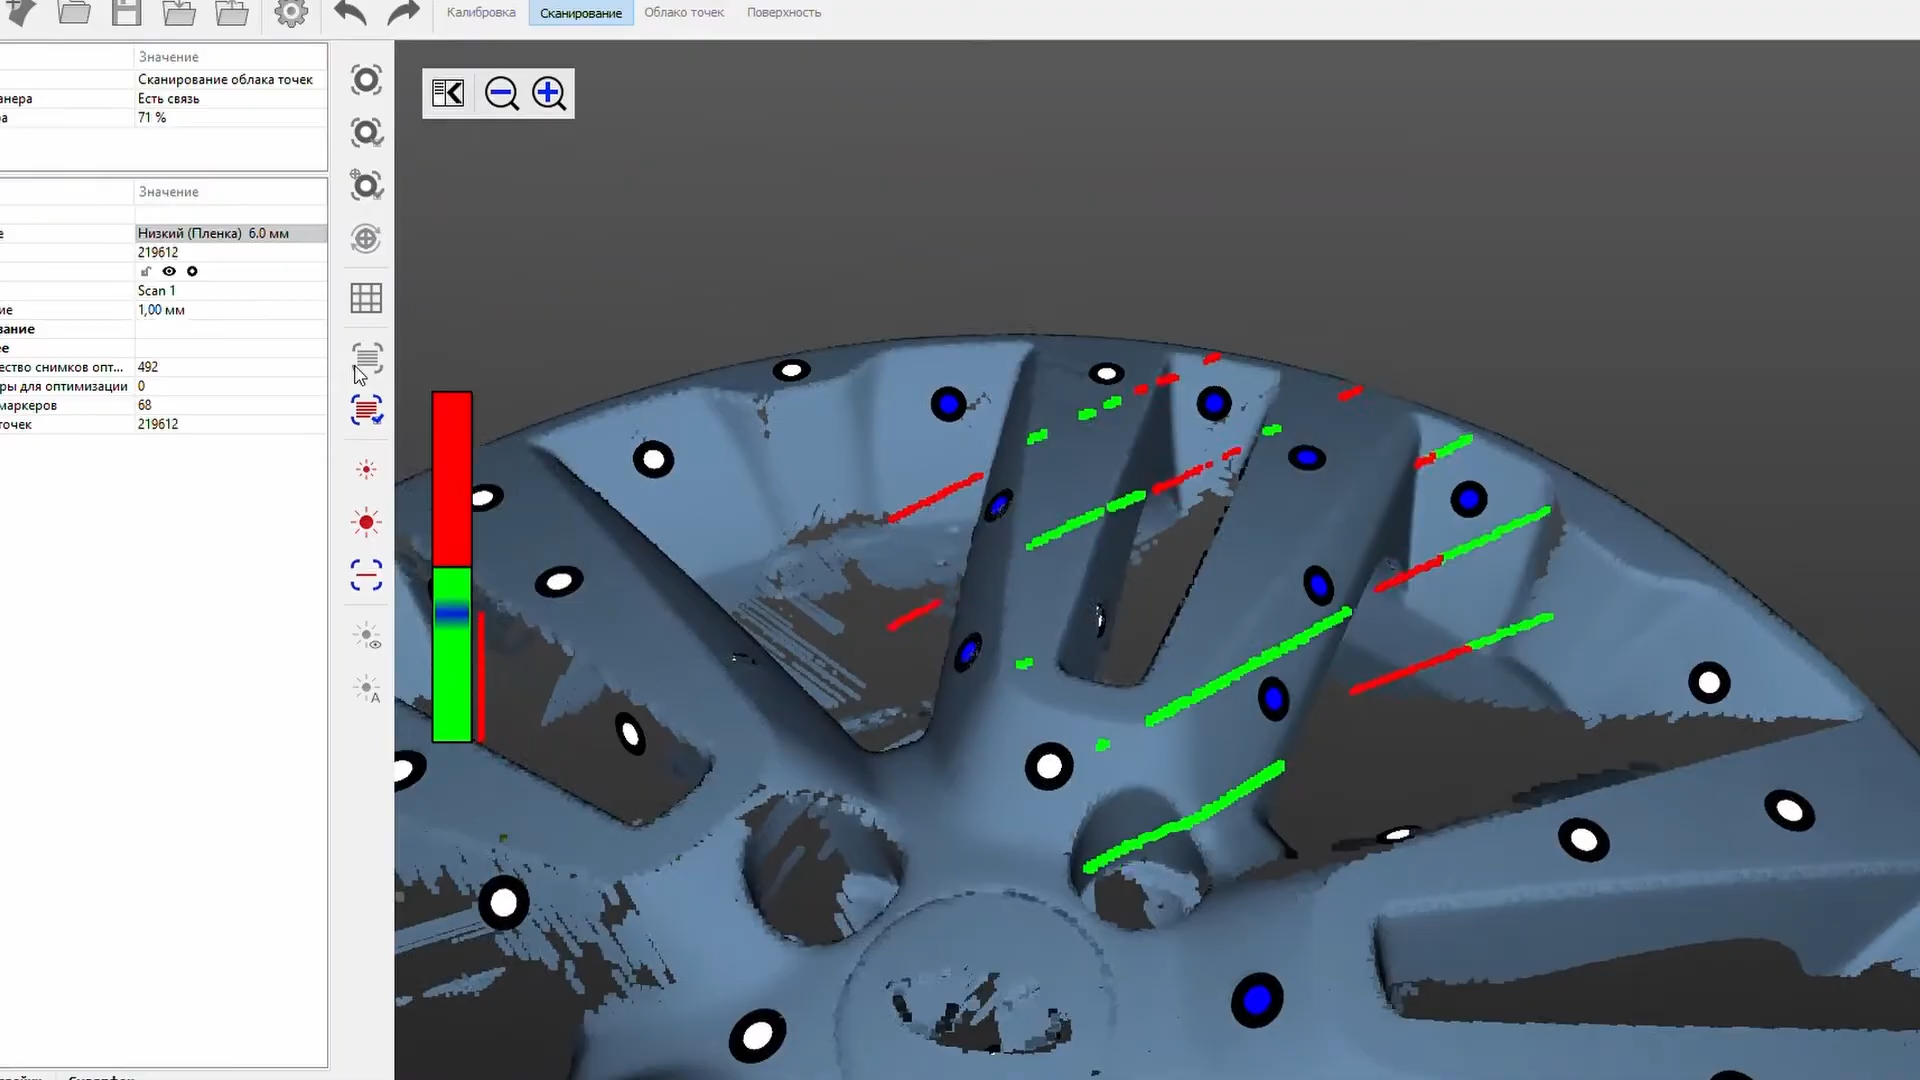 Калибровка Сканирование Облако точек Поверхность
Значение
Сканирование облака точек
анера Есть связь
ра 71 %
Значение
е Низкий (Пленка) 6.0 мм
219612
Scan 1
ие 1,00 мм
вание
ее
ество снимков опт... 492
ры для оптимизации 0
маркеров 68
точек 219612
A